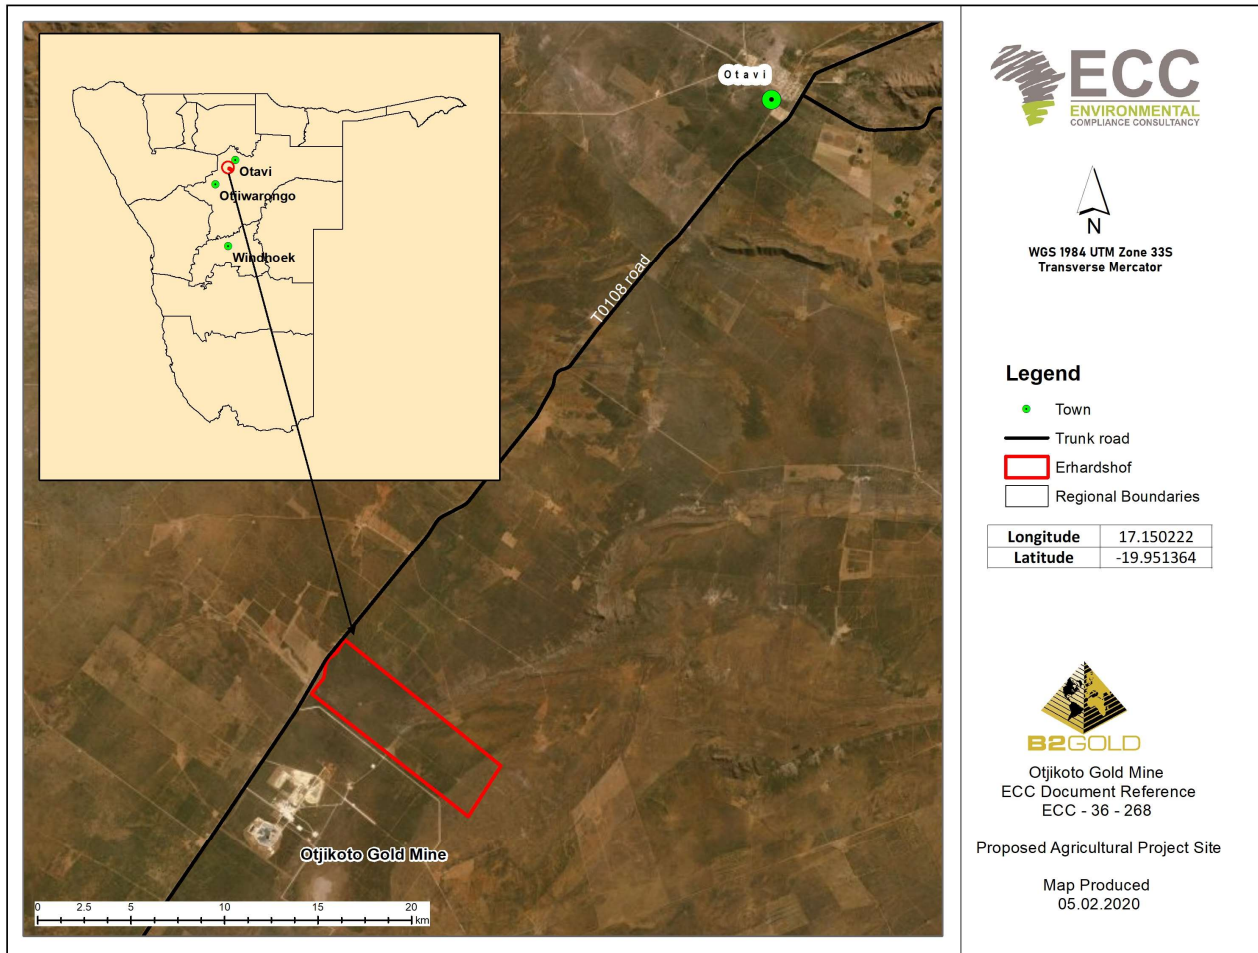 Otavi
Otjiwarongo
Windhoek
Otavi
T0108 road
Otjikoto Gold Mine
0 2.5 5 10 15 20
km
ECC
ENVIRONMENTAL
COMPLIANCE CONSULTANCY
N
WGS 1984 UTM Zone 33S
Transverse Mercator
Legend
Town
Trunk road
Erhardshof
Regional Boundaries
Longitude 17.150222
Latitude -19.951364
B2GOLD
Otjikoto Gold Mine
ECC Document Reference
ECC - 36 - 268
Proposed Agricultural Project Site
Map Produced
05.02.2020